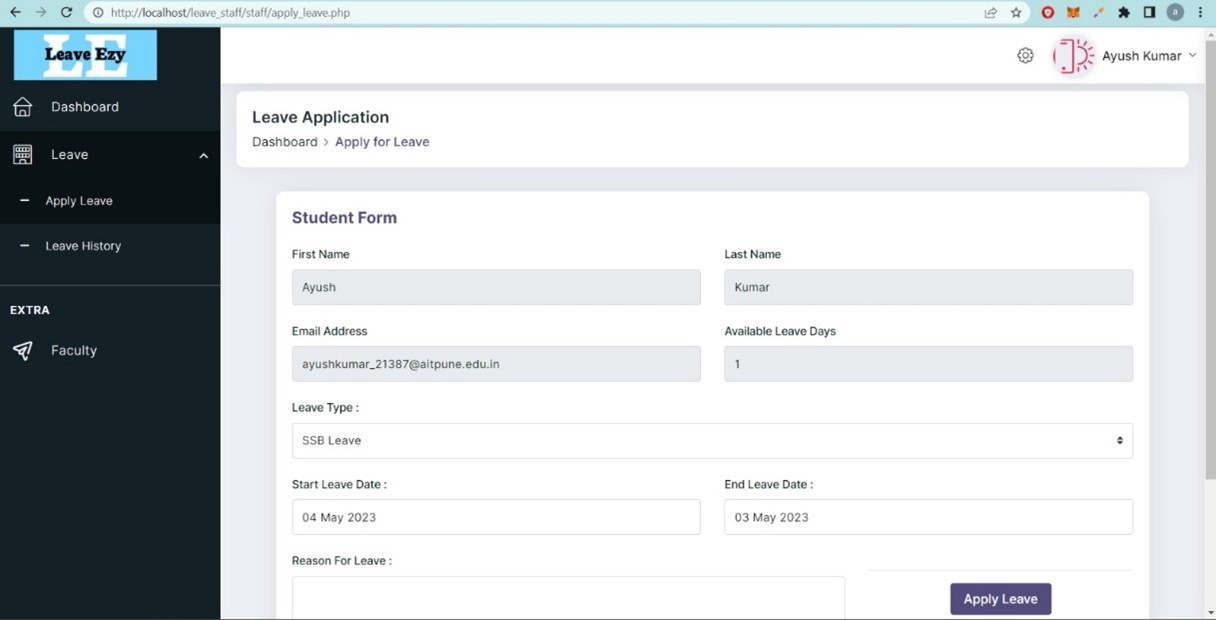 http://localhost/leave_staff/staff/apply_leave.php
a
LE
Leave Ezy
Ayush Kumar
Dashboard
Leave
Apply Leave
Leave History
EXTRA
Faculty
Leave Application
Dashboard > Apply for Leave
Student Form
First Name Last Name
Ayush Kumar
Email Address Available Leave Days
ayushkumar_21387@aitpune.edu.in 1
Leave Type :
SSB Leave
Start Leave Date : End Leave Date :
04 May 2023 03 May 2023
Reason For Leave :
Apply Leave